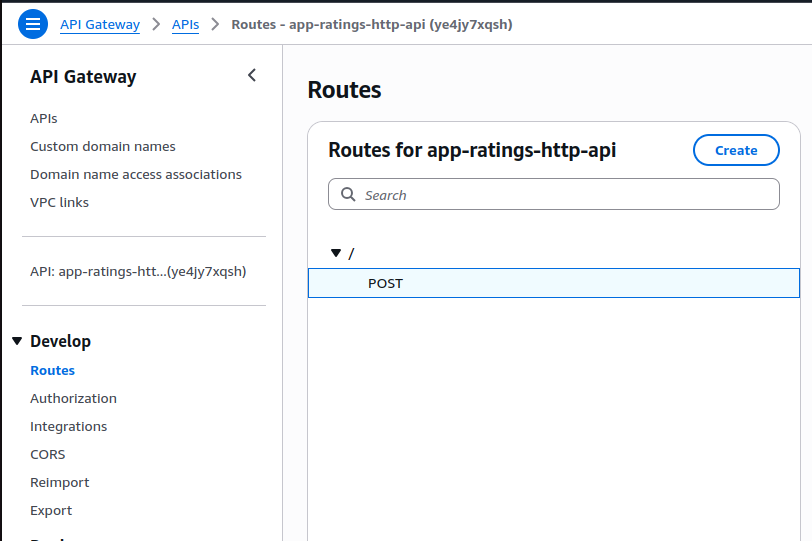 API Gateway > APIs > Routes - app-ratings-http-api (ye4jy7xqsh)
API Gateway
APIs
Custom domain names
Domain name access associations
VPC links
API: app-ratings-htt...(ye4jy7xqsh)
Develop
Routes
Authorization
Integrations
CORS
Reimport
Export
Routes
Routes for app-ratings-http-api
Create
Search
/
POST